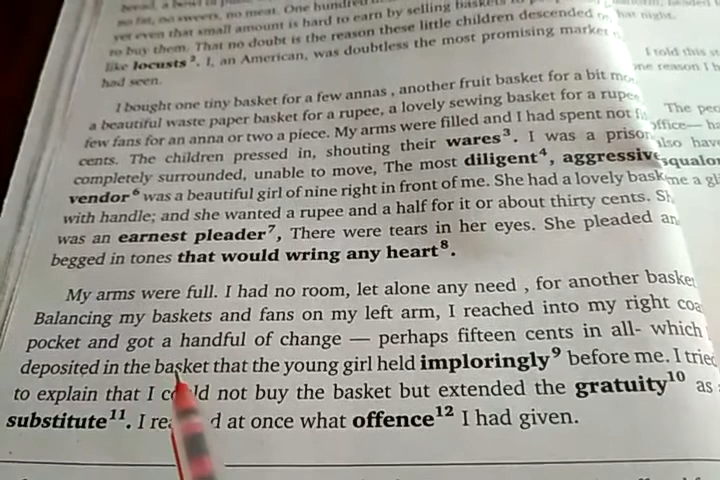 no fat, no sweets, no meat. One hundred
yet even that small amount is hard to earn by selling baskets to
to buy them. That no doubt is the reason these little children descended
like locusts². I, an American, was doubtless the most promising market
had seen.
I bought one tiny basket for a few annas , another fruit basket for a bit
a beautiful waste paper basket for a rupee, a lovely sewing basket for a rupee
few fans for an anna or two a piece. My arms were filled and I had spent not
cents. The children pressed in, shouting their wares³. I was a
completely surrounded, unable to move, The most diligent⁴, aggressive
vendor⁶ was a beautiful girl of nine right in front of me. She had a lovely
with handle; and she wanted a rupee and a half for it or about thirty cents.
was an earnest pleader⁷, There were tears in her eyes. She pleaded
begged in tones that would wring any heart⁸.
My arms were full. I had no room, let alone any need , for another
Balancing my baskets and fans on my left arm, I reached into my right
pocket and got a handful of change — perhaps fifteen cents in all- which
deposited in the basket that the young girl held imploringly⁹ before me. I tried
to explain that I could not buy the basket but extended the gratuity¹⁰ as
substitute¹¹. I at once what offence¹² I had given.
that night.
I told this
one reason I
The
office—
also
squalor
me a